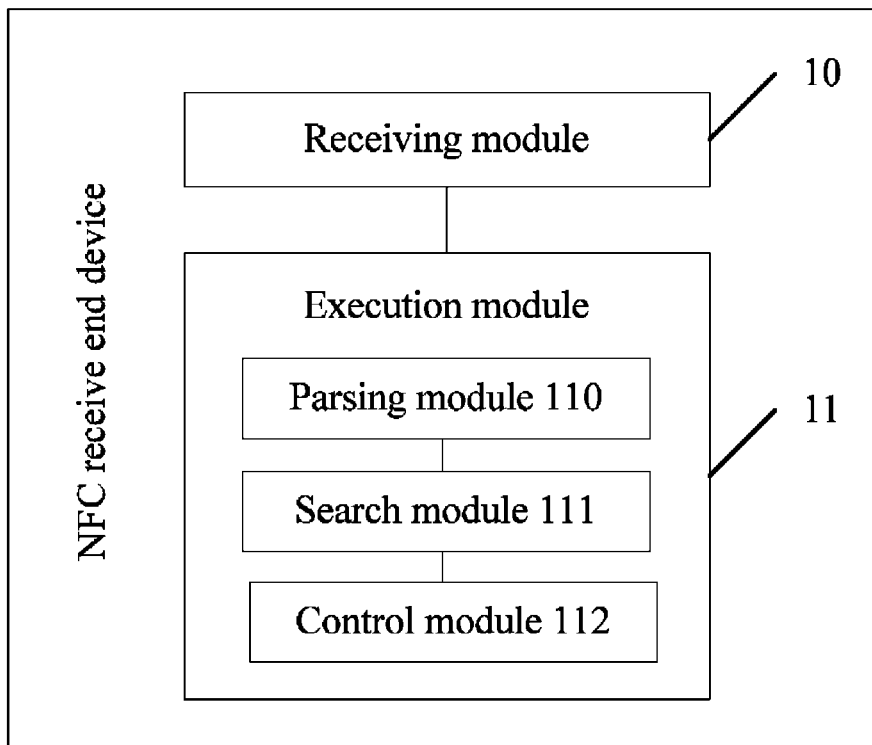 10
Receiving module
NFC receive end device
Execution module
Parsing module 110
11
Search module 111
Control module 112